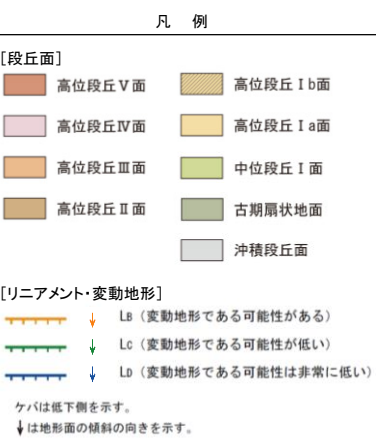 凡 例
[段丘面]
高位段丘Ⅴ面
高位段丘Ⅰb面
高位段丘Ⅳ面
高位段丘Ⅰa面
高位段丘Ⅲ面
中位段丘Ⅰ面
高位段丘Ⅱ面
古期扇状地面
沖積段丘面
[リニアメント・変動地形]
LB（変動地形である可能性がある）
LC（変動地形である可能性が低い）
LD（変動地形である可能性は非常に低い）
ケバは低下側を示す。
↓は地形面の傾斜の向きを示す。